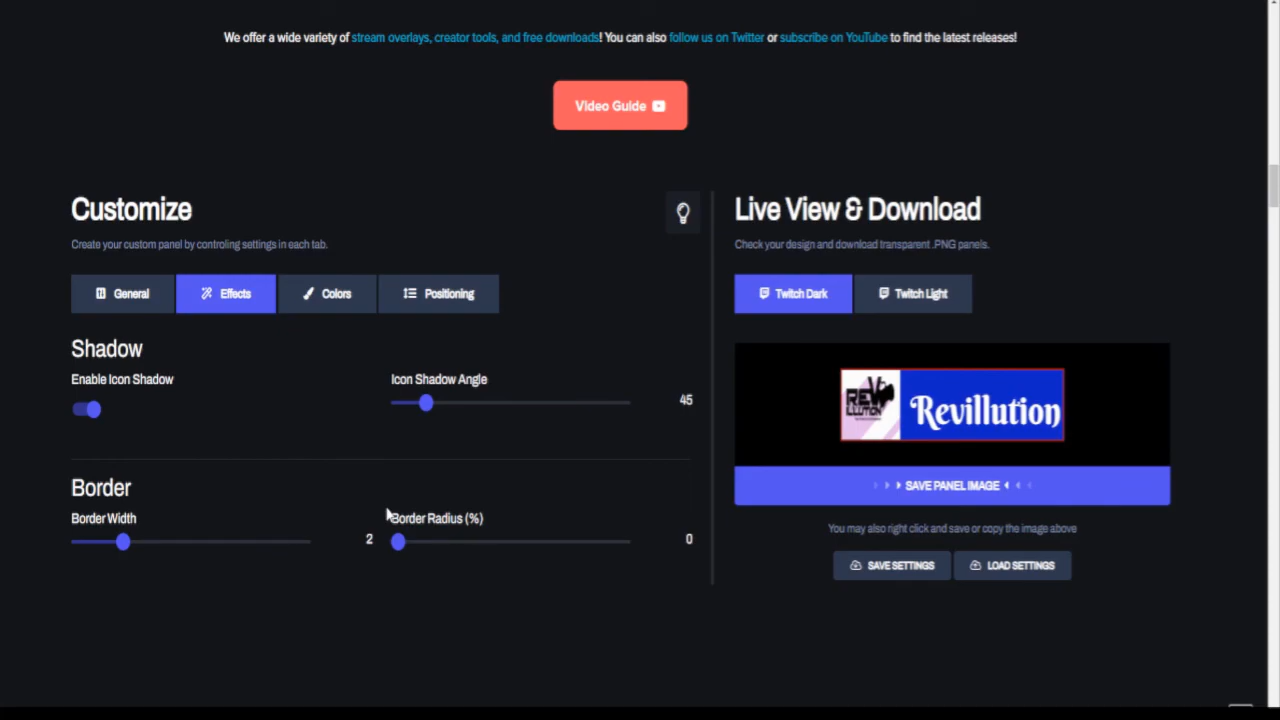 We offer a wide variety of stream overlays, creator tools, and free downloads! You can also follow us on Twitter or subscribe on YouTube to find the latest releases!
Video Guide
Customize
Create your custom panel by controling settings in each tab.
General
Effects
Colors
Positioning
Shadow
Enable Icon Shadow
Icon Shadow Angle
45
Border
Border Width
2
Border Radius (%)
0
Live View & Download
Check your design and download transparent .PNG panels.
Twitch Dark
Twitch Light
REV
ILLUTION
Revillution
SAVE PANEL IMAGE
You may also right click and save or copy the image above
SAVE SETTINGS
LOAD SETTINGS